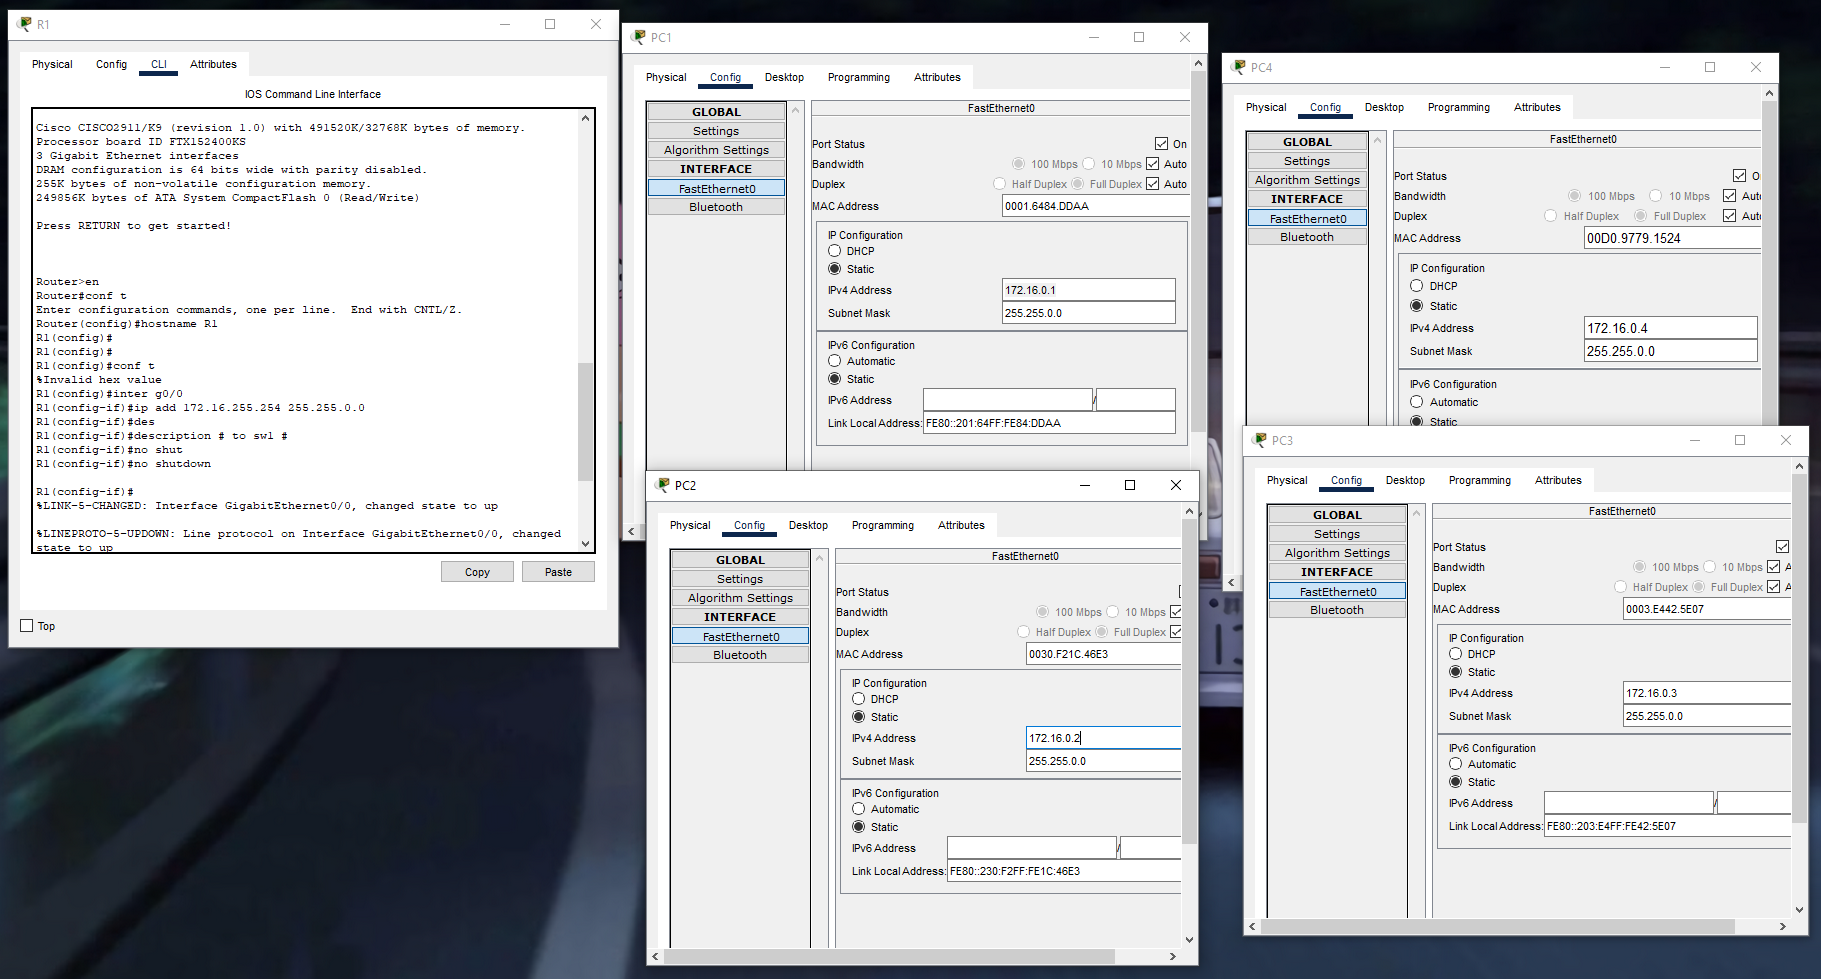 R1
Physical Config CLI Attributes
IOS Command Line Interface
Cisco CISCO2911/K9 (revision 1.0) with 491520K/32768K bytes of memory.
Processor board ID FTX152400KS
3 Gigabit Ethernet interfaces
DRAM configuration is 64 bits wide with parity disabled.
255K bytes of non-volatile configuration memory.
249856K bytes of ATA System CompactFlash 0 (Read/Write)
Press RETURN to get started!
Router>en
Router#conf t
Enter configuration commands, one per line.  End with CNTL/Z.
Router(config)#hostname R1
R1(config)#
R1(config)#
R1(config)#conf t
%Invalid hex value
R1(config)#inter g0/0
R1(config-if)#ip add 172.16.255.254 255.255.0.0
R1(config-if)#des
R1(config-if)#description # to sw1 #
R1(config-if)#no shut
R1(config-if)#no shutdown
R1(config-if)#
%LINK-5-CHANGED: Interface GigabitEthernet0/0, changed state to up
%LINEPROTO-5-UPDOWN: Line protocol on Interface GigabitEthernet0/0, changed
state to up
Copy Paste
Top
PC1
Physical Config Desktop Programming Attributes
GLOBAL
Settings
Algorithm Settings
INTERFACE
FastEthernet0
Bluetooth
FastEthernet0
Port Status On
Bandwidth 100 Mbps 10 Mbps Auto
Duplex Half Duplex Full Duplex Auto
MAC Address 0001.6484.DDAA
IP Configuration
DHCP
Static
IPv4 Address 172.16.0.1
Subnet Mask 255.255.0.0
IPv6 Configuration
Automatic
Static
IPv6 Address /
Link Local Address: FE80::201:64FF:FE84:DDAA
PC2
Physical Config Desktop Programming Attributes
GLOBAL
Settings
Algorithm Settings
INTERFACE
FastEthernet0
Bluetooth
FastEthernet0
Port Status
Bandwidth 100 Mbps 10 Mbps
Duplex Half Duplex Full Duplex
MAC Address 0030.F21C.46E3
IP Configuration
DHCP
Static
IPv4 Address 172.16.0.2
Subnet Mask 255.255.0.0
IPv6 Configuration
Automatic
Static
IPv6 Address /
Link Local Address: FE80::230:F2FF:FE1C:46E3
PC4
Physical Config Desktop Programming Attributes
GLOBAL
Settings
Algorithm Settings
INTERFACE
FastEthernet0
Bluetooth
FastEthernet0
Port Status O
Bandwidth 100 Mbps 10 Mbps Aut
Duplex Half Duplex Full Duplex Aut
MAC Address 00D0.9779.1524
IP Configuration
DHCP
Static
IPv4 Address 172.16.0.4
Subnet Mask 255.255.0.0
IPv6 Configuration
Automatic
Static
PC3
Physical Config Desktop Programming Attributes
GLOBAL
Settings
Algorithm Settings
INTERFACE
FastEthernet0
Bluetooth
FastEthernet0
Port Status
Bandwidth 100 Mbps 10 Mbps A
Duplex Half Duplex Full Duplex A
MAC Address 0003.E442.5E07
IP Configuration
DHCP
Static
IPv4 Address 172.16.0.3
Subnet Mask 255.255.0.0
IPv6 Configuration
Automatic
Static
IPv6 Address /
Link Local Address: FE80::203:E4FF:FE42:5E07